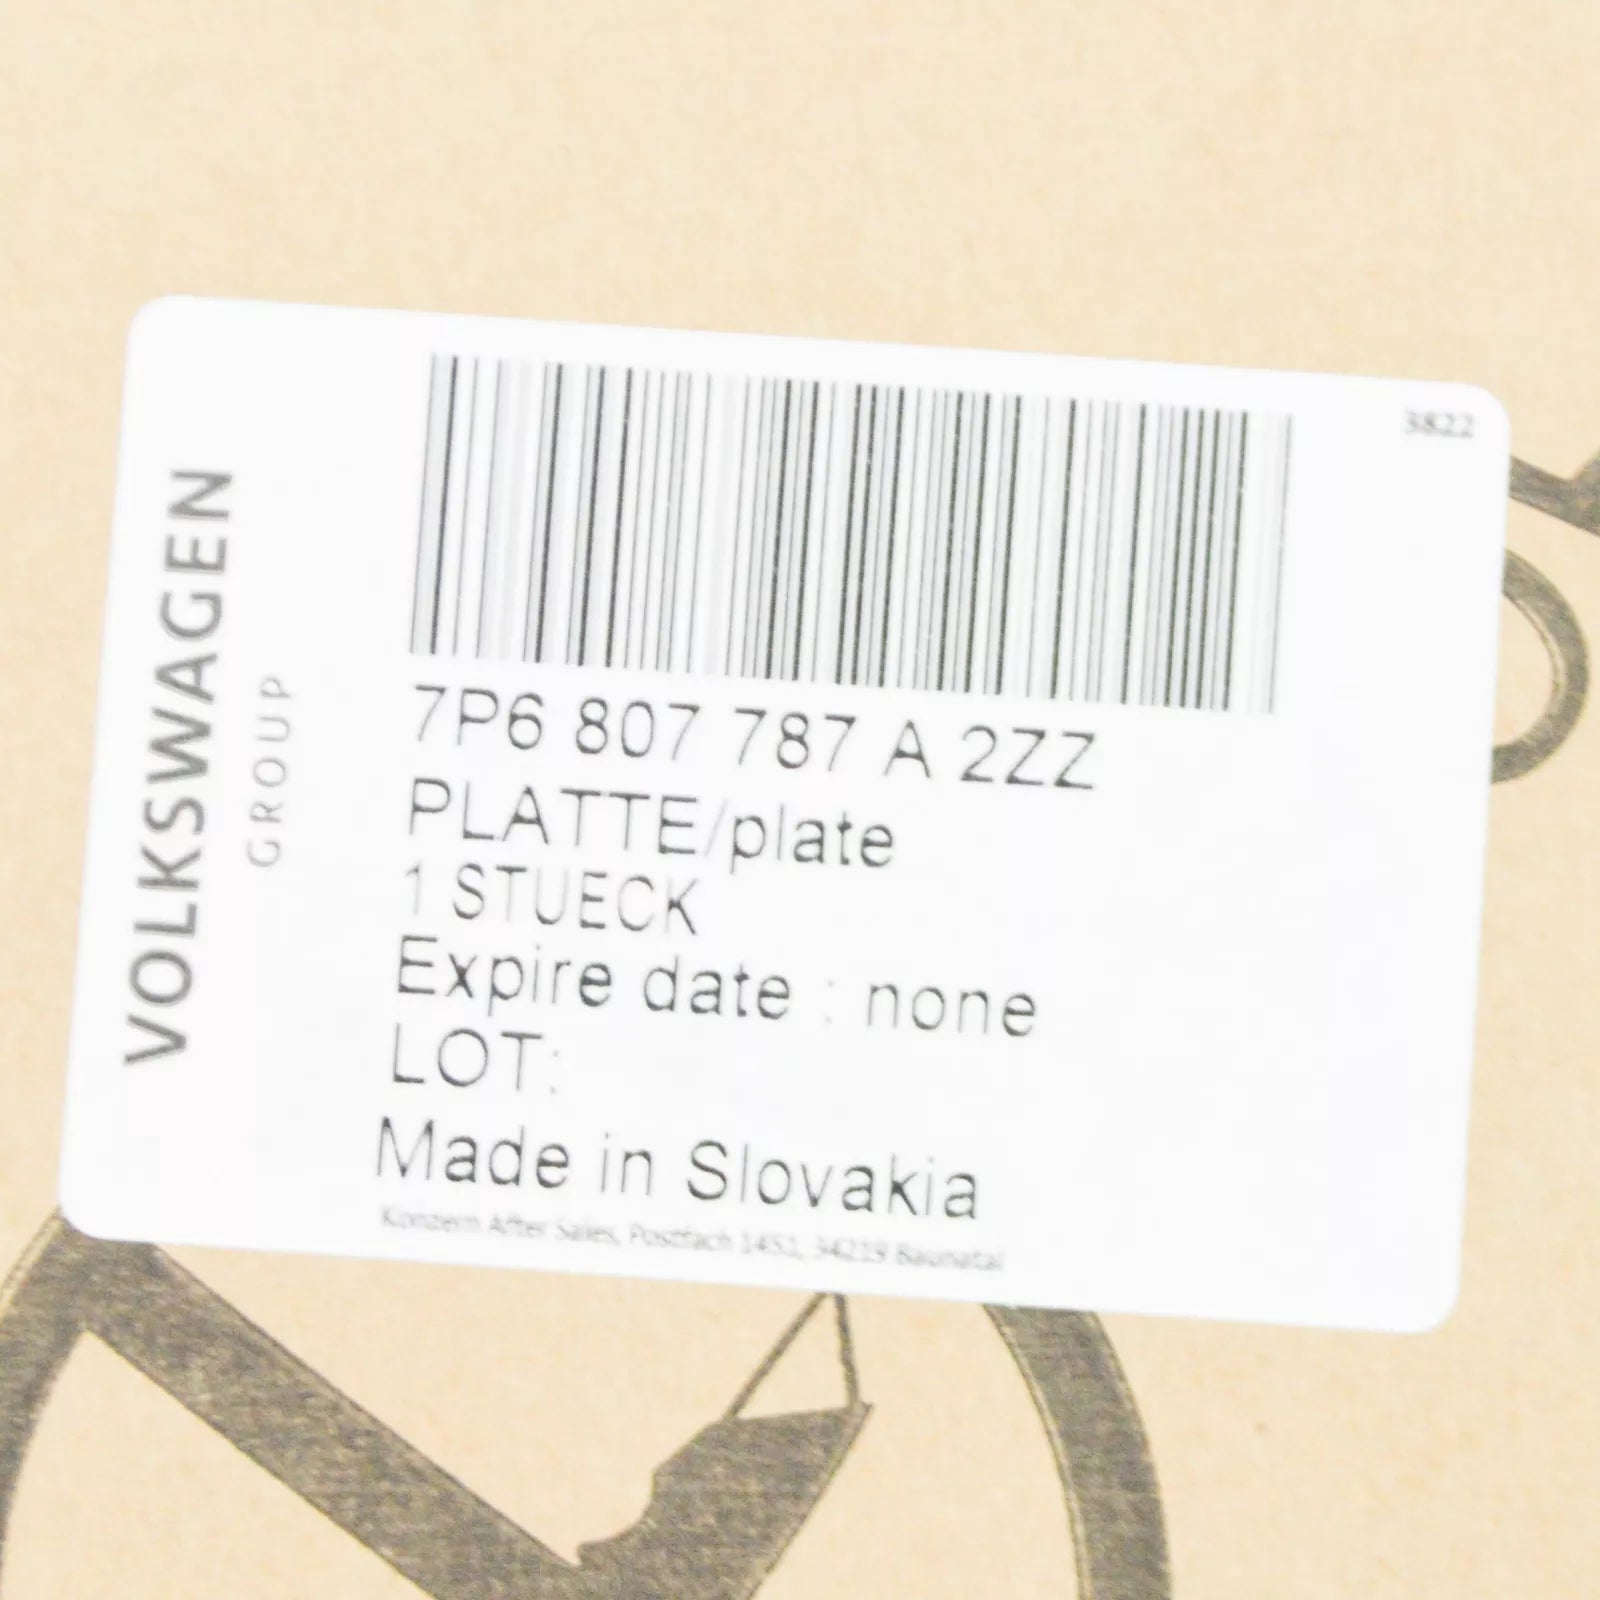 3822
VOLKSWAGEN
GROUP
7P6 807 787 A 2ZZ
PLATTE/plate
1 STUECK
Expire date : none
LOT:
Made in Slovakia
Konzern After Sales, Postfach 1451, 34219 Baunatal